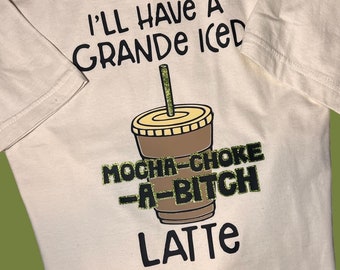 I'LL HAVE A
GRANDE ICED
MOCHA-CHOKE
-A-BITCH
LATTE